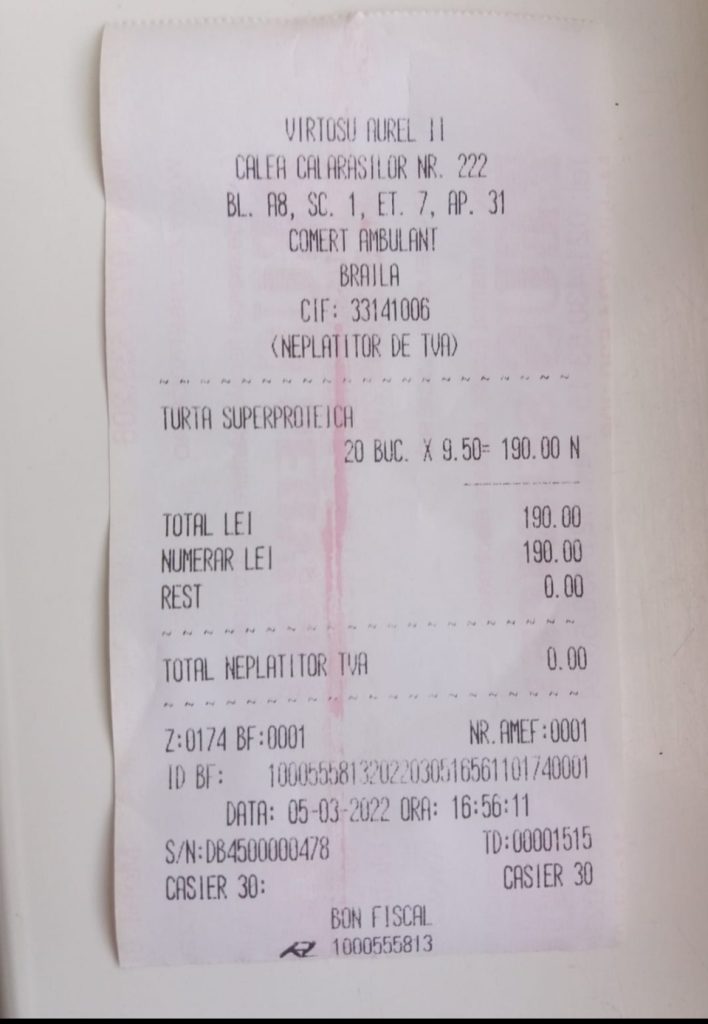 VIRTOSU AUREL II
CALEA CALARASILOR NR. 222
BL. A8, SC. 1, ET. 7, AP. 31
COMERT AMBULANT
BRAILA
CIF: 33141006
(NEPLATITOR DE TVA)
TURTA SUPERPROTEICA
20 BUC. X 9.50= 190.00 N
TOTAL LEI 190.00
NUMERAR LEI 190.00
REST 0.00
TOTAL NEPLATITOR TVA 0.00
Z:0174 BF:0001 NR.AMEF:0001
ID BF: 10005558132022030516561101740001
DATA: 05-03-2022 ORA: 16:56:11
S/N:DB4500000478 TD:00001515
CASIER 30: CASIER 30
BON FISCAL
1000555813